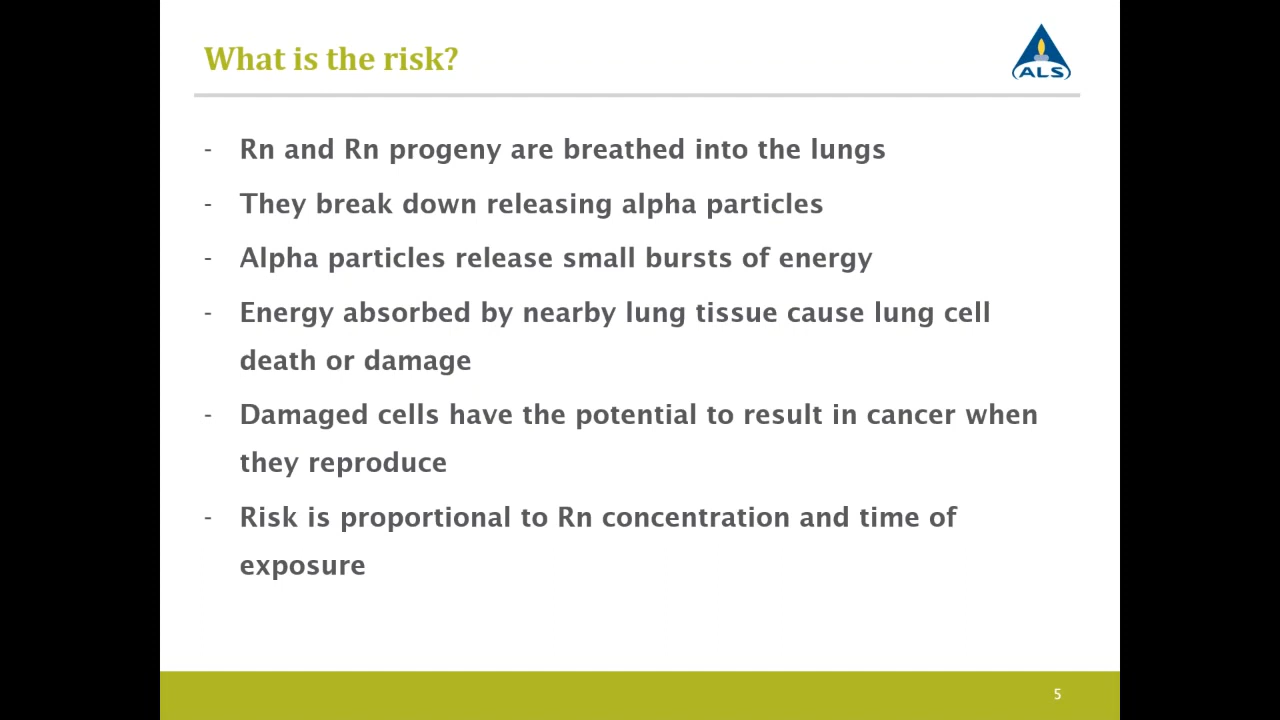 What is the risk?
ALS
- Rn and Rn progeny are breathed into the lungs
- They break down releasing alpha particles
- Alpha particles release small bursts of energy
- Energy absorbed by nearby lung tissue cause lung cell
death or damage
- Damaged cells have the potential to result in cancer when
they reproduce
- Risk is proportional to Rn concentration and time of
exposure
5